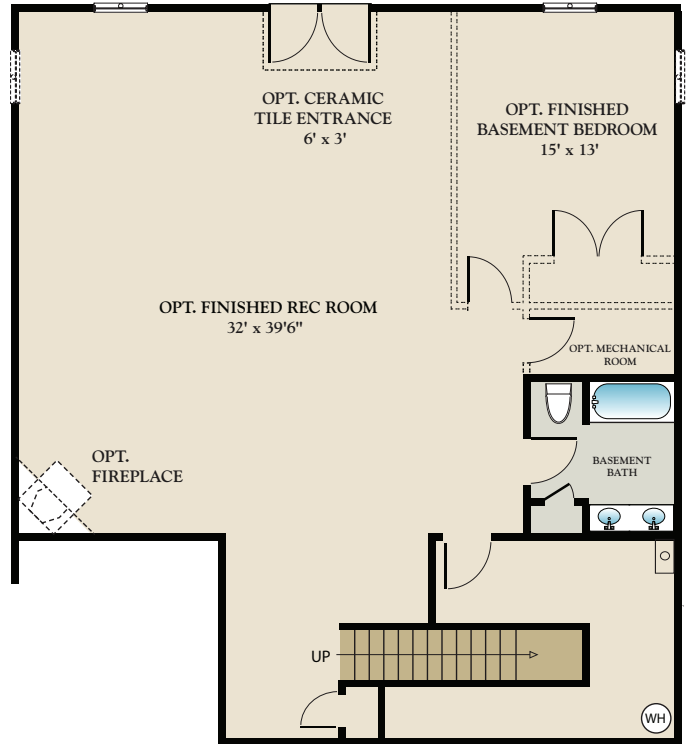 OPT. CERAMIC
TILE ENTRANCE
6' x 3'
OPT. FINISHED
BASEMENT BEDROOM
15' x 13'
OPT. FINISHED REC ROOM
32' x 39'6"
OPT. MECHANICAL
ROOM
OPT.
FIREPLACE
BASEMENT
BATH
UP
WH